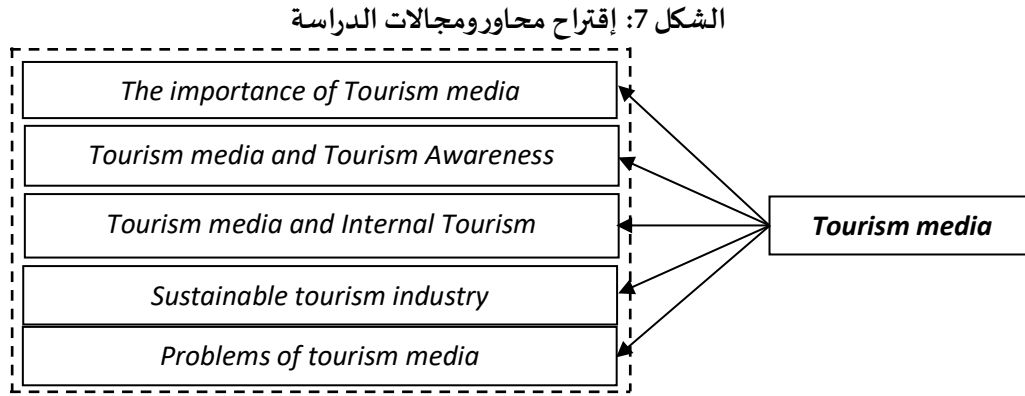 الشكل 7: إقتراح محاورومجالات الدراسة
The importance of Tourism media
Tourism media and Tourism Awareness
Tourism media and Internal Tourism
Sustainable tourism industry
Problems of tourism media
Tourism media